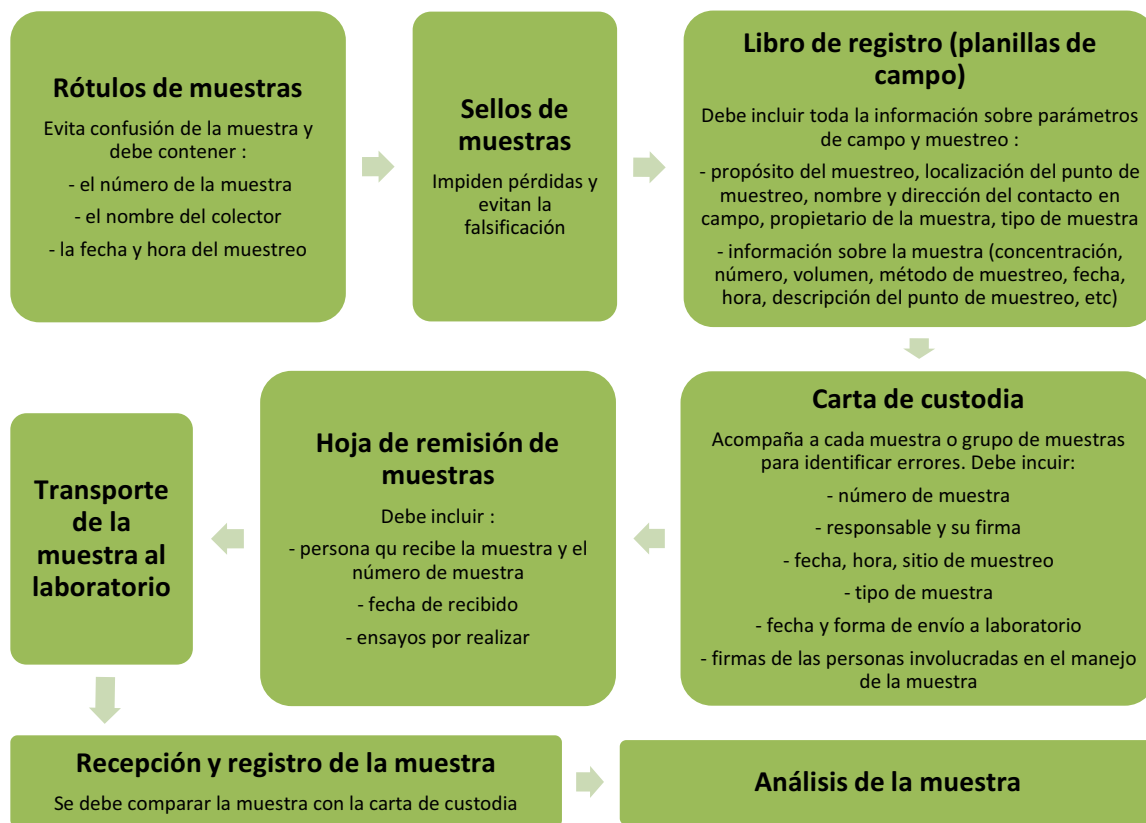 Rótulos de muestras
Evita confusión de la muestra y
debe contener :
- el número de la muestra
- el nombre del colector
- la fecha y hora del muestreo
Sellos de
muestras
Impiden pérdidas y
evitan la
falsificación
Libro de registro (planillas de
campo)
Debe incluir toda la información sobre parámetros
de campo y muestreo :
- propósito del muestreo, localización del punto de
muestreo, nombre y dirección del contacto en
campo, propietario de la muestra, tipo de muestra
- información sobre la muestra (concentración,
número, volumen, método de muestreo, fecha,
hora, descripción del punto de muestreo, etc)
Carta de custodia
Acompaña a cada muestra o grupo de muestras
para identificar errores. Debe incuir:
- número de muestra
- responsable y su firma
- fecha, hora, sitio de muestreo
- tipo de muestra
- fecha y forma de envío a laboratorio
- firmas de las personas involucradas en el manejo
de la muestra
Hoja de remisión de
muestras
Debe incluir :
- persona qu recibe la muestra y el
número de muestra
- fecha de recibido
- ensayos por realizar
Transporte
de la
muestra al
laboratorio
Recepción y registro de la muestra
Se debe comparar la muestra con la carta de custodia
Análisis de la muestra